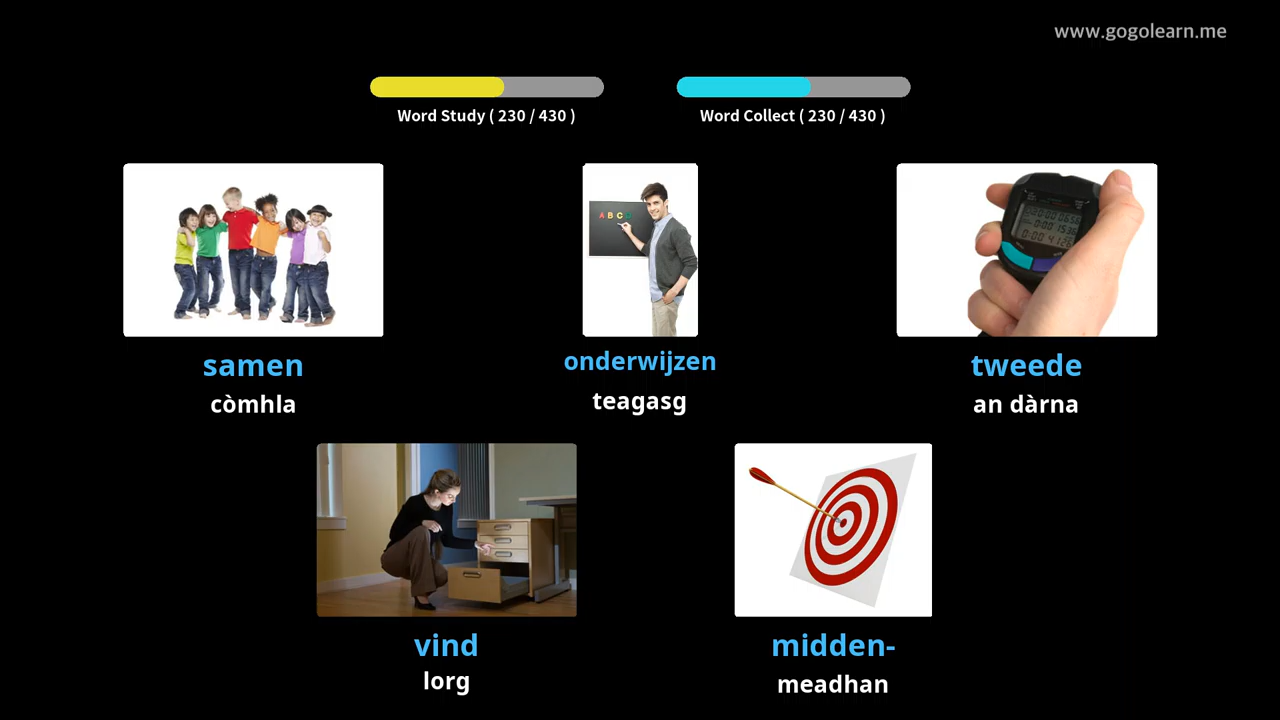 www.gogolearn.me
Word Study ( 230 / 430 )
Word Collect ( 230 / 430 )
A B C D
samen
còmhla
onderwijzen
teagasg
tweede
an dàrna
vind
lorg
midden-
meadhan